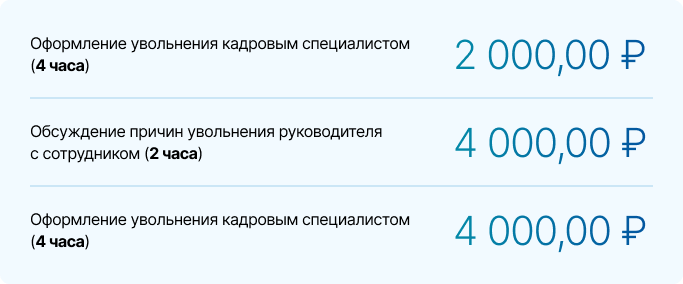 Оформление увольнения кадровым специалистом
(4 часа)
2 000,00 ₽
Обсуждение причин увольнения руководителя
с сотрудником (2 часа)
4 000,00 ₽
Оформление увольнения кадровым специалистом
(4 часа)
4 000,00 ₽